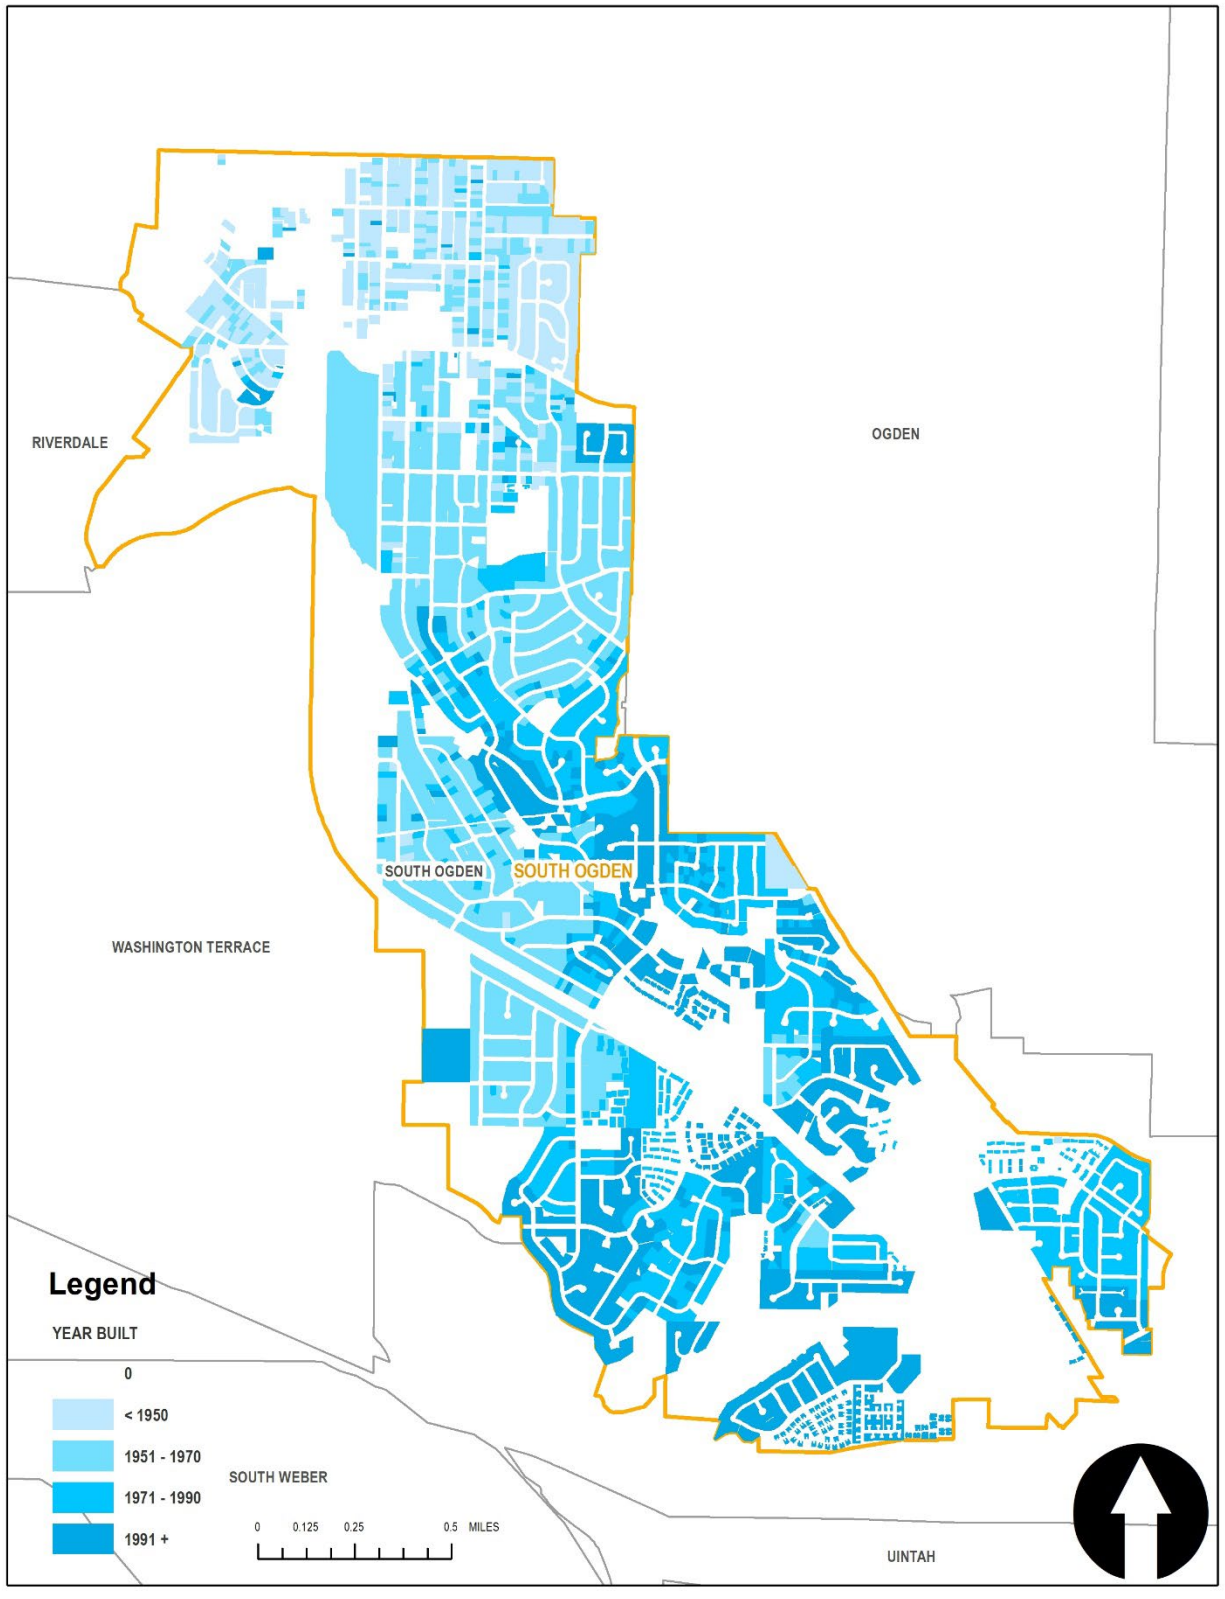 RIVERDALE
OGDEN
SOUTH OGDEN
SOUTH OGDEN
WASHINGTON TERRACE
Legend
YEAR BUILT
0
< 1950
1951 - 1970
1971 - 1990
1991 +
SOUTH WEBER
0 0.125 0.25 0.5 MILES
UINTAH